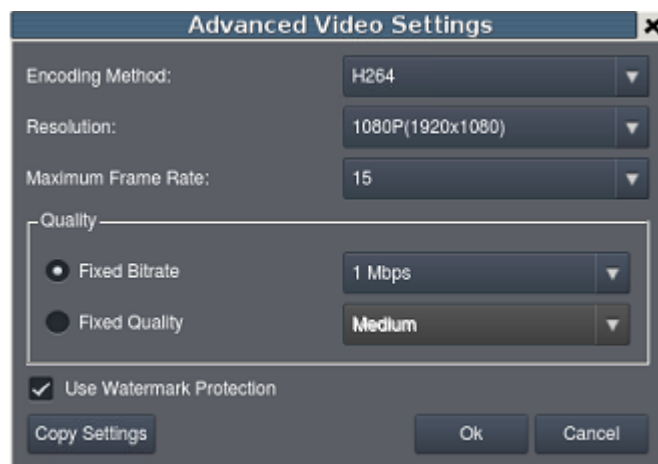 Advanced Video Settings
Encoding Method: H264
Resolution: 1080P(1920x1080)
Maximum Frame Rate: 15
Quality
Fixed Bitrate 1 Mbps
Fixed Quality Medium
Use Watermark Protection
Copy Settings Ok Cancel